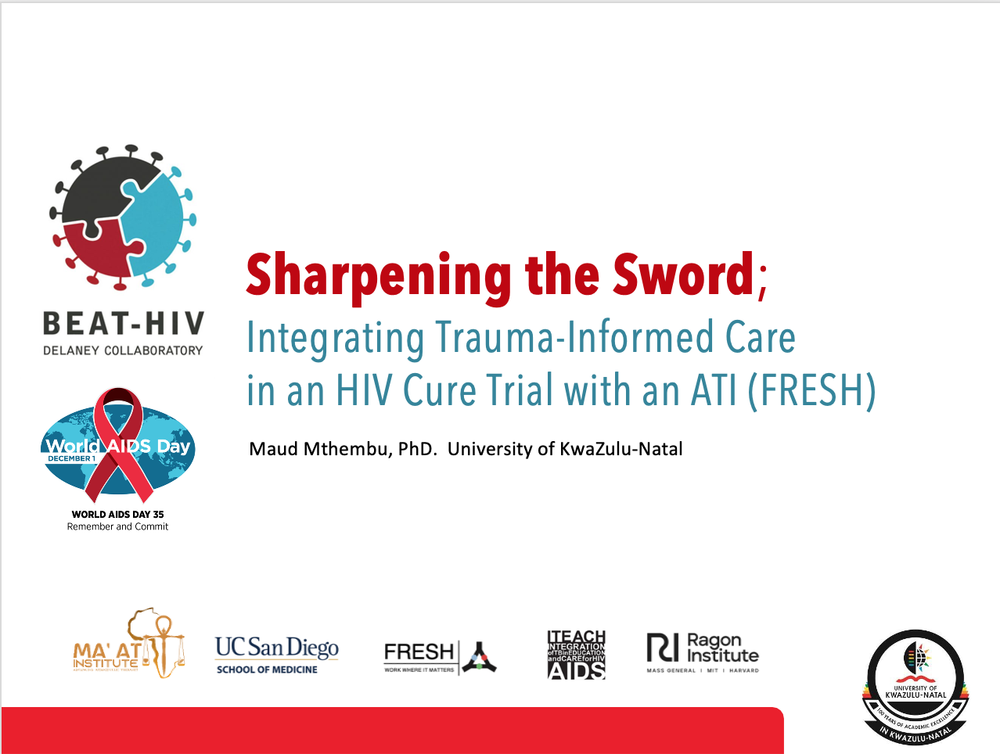 BEAT-HIV
DELANEY COLLABORATORY
Sharpening the Sword;
Integrating Trauma-Informed Care
in an HIV Cure Trial with an ATI (FRESH)
Maud Mthembu, PhD.  University of KwaZulu-Natal
World AIDS Day
DECEMBER 1
WORLD AIDS DAY 35
Remember and Commit
MA'AT
INSTITUTE
UC San Diego
SCHOOL OF MEDICINE
FRESH
WORK WHERE IT MATTERS
ITEACH
INTEGRATION
of TB in EDUCATION
and CARE for HIV
AIDS
Ragon
Institute
MASS GENERAL | MIT | HARVARD
UNIVERSITY OF
KWAZULU-NATAL
100 YEARS OF ACADEMIC EXCELLENCE
IN KWAZULU-NATAL